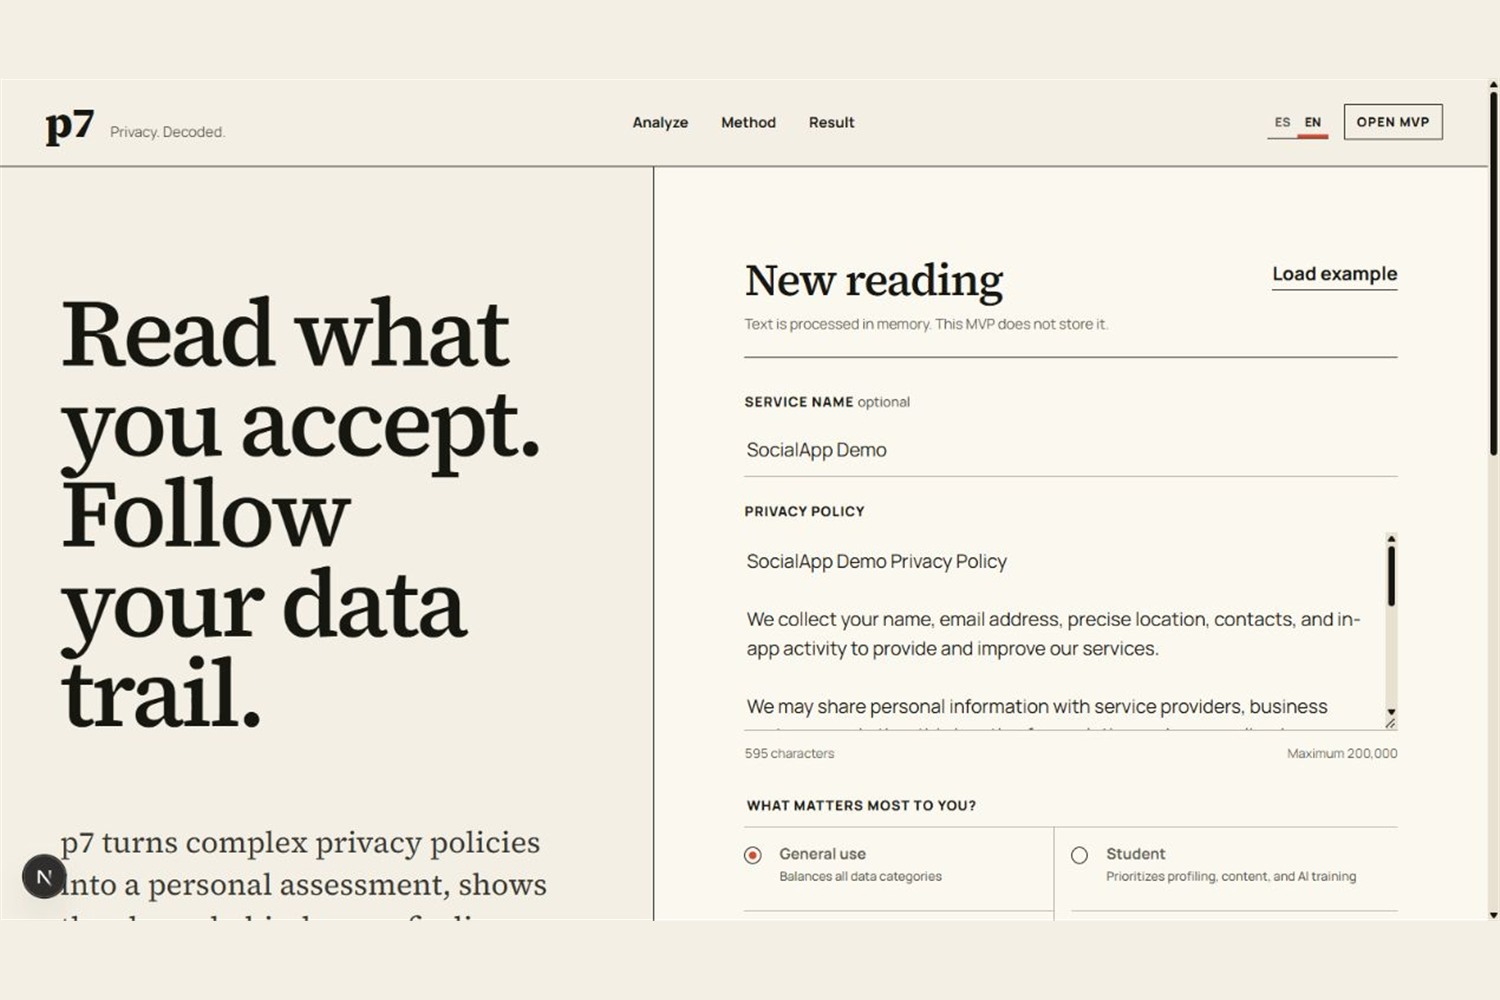 p7
Privacy. Decoded.
Analyze
Method
Result
ES
EN
OPEN MVP
Read what
you accept.
Follow
your data
trail.
p7 turns complex privacy policies
into a personal assessment, shows
N
New reading
Load example
Text is processed in memory. This MVP does not store it.
SERVICE NAME optional
SocialApp Demo
PRIVACY POLICY
SocialApp Demo Privacy Policy
We collect your name, email address, precise location, contacts, and in-
app activity to provide and improve our services.
We may share personal information with service providers, business
595 characters
Maximum 200,000
WHAT MATTERS MOST TO YOU?
General use
Balances all data categories
Student
Prioritizes profiling, content, and AI training